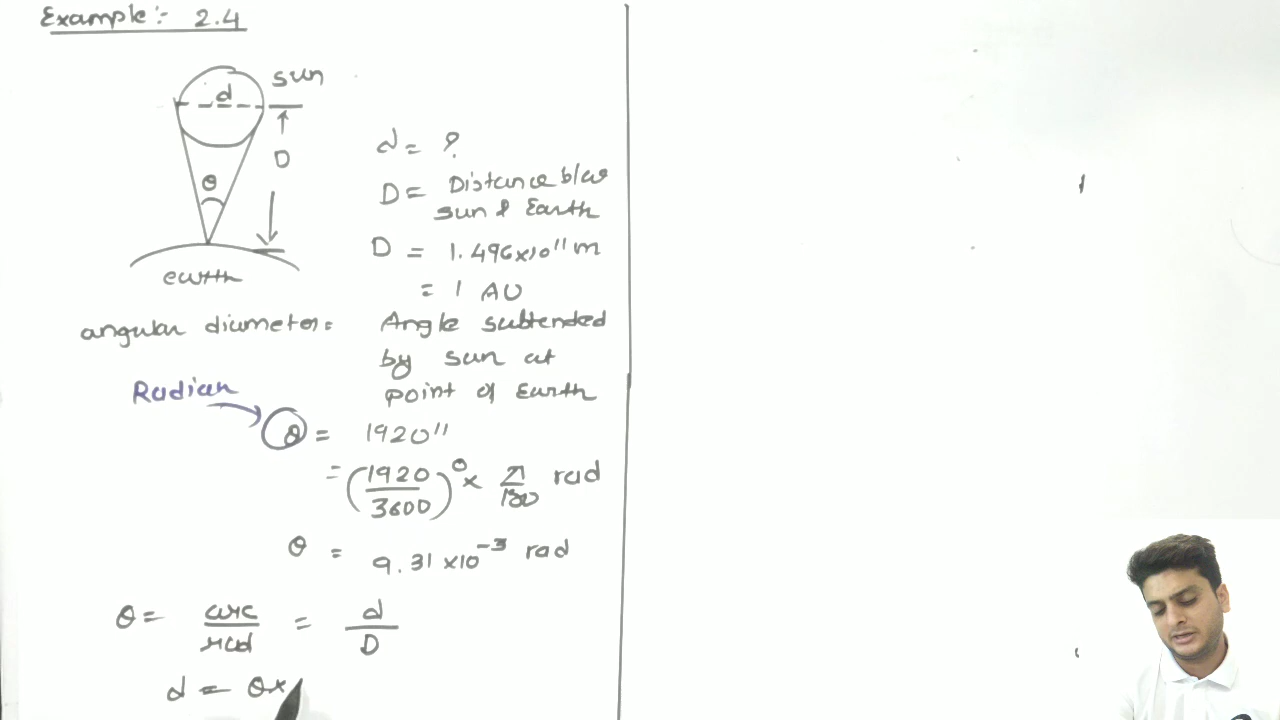 Example:- 2.4
sun
d
D
θ
earth
d = ?
D = Distance b/w
sun & Earth
D = 1.496×10¹¹ m
= 1 AU
angular diameter = Angle subtended
by sun at
point of Earth
Radian
θ = 1920''
= (1920/3600)° × π/180 rad
θ = 9.31×10⁻³ rad
θ = arc/rad = d/D
d = θ×